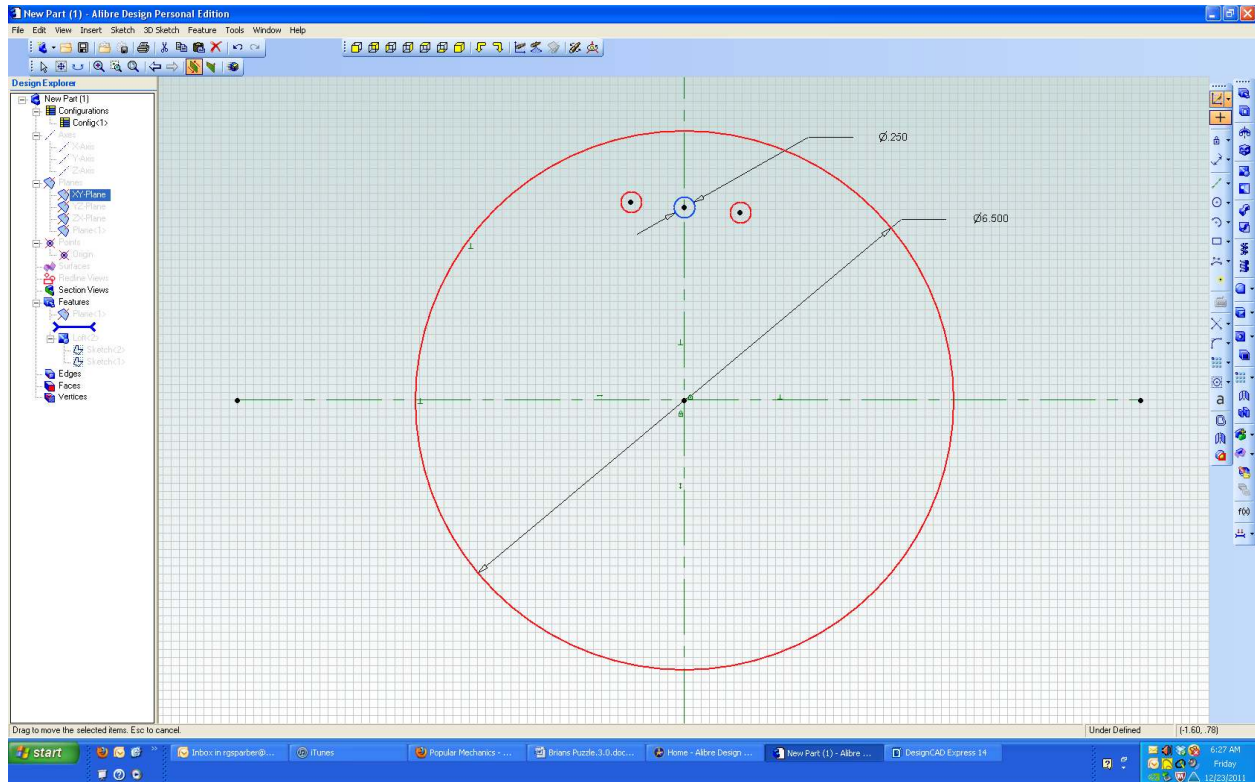 New Part (1) - Alibre Design Personal Edition
File Edit View Insert Sketch 3D Sketch Feature Tools Window Help
Design Explorer
New Part (1)
Configurations
Config<1>
Axes
X-Axis
Y-Axis
Z-Axis
Planes
XY-Plane
YZ-Plane
ZX-Plane
Plane<1>
Points
Origin
Surfaces
Redline Views
Section Views
Features
Plane<1>
Loft<2>
Sketch<2>
Sketch<1>
Edges
Faces
Vertices
Ø.250
Ø6.500
a
f(x)
Drag to move the selected items. Esc to cancel.
Under Defined
(-1.60, .78)
start
Inbox in rgsparber@...
iTunes
Popular Mechanics - ...
Brians Puzzle.3.0.doc...
Home - Alibre Design ...
New Part (1) - Alibre ...
DesignCAD Express 14
6:27 AM
Friday
12/23/2011